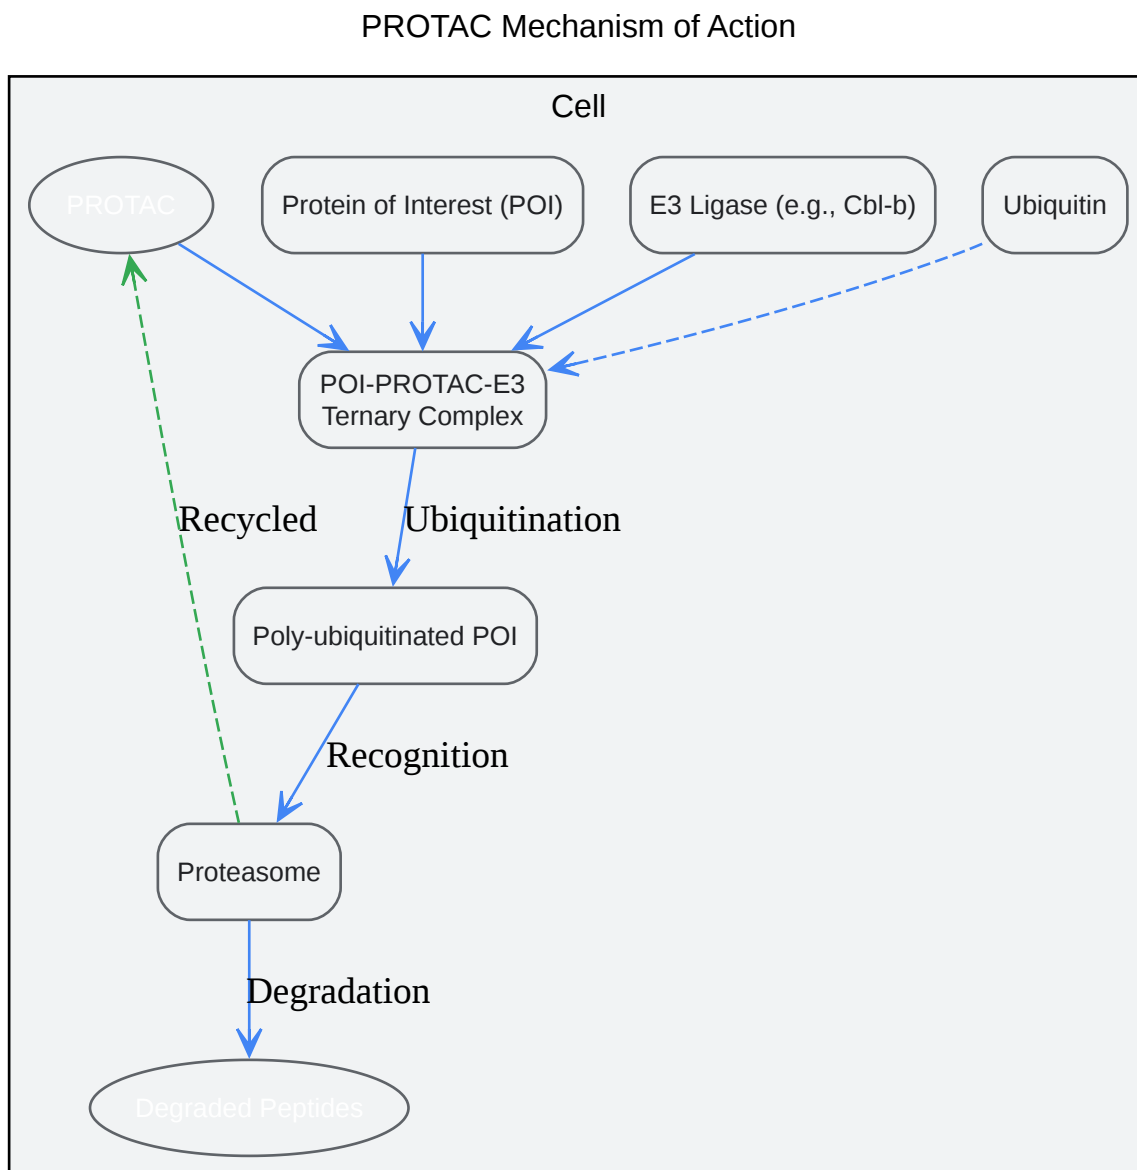 PROTAC Mechanism of Action
Cell
PROTAC
Protein of Interest (POI)
E3 Ligase (e.g., Cbl-b)
Ubiquitin
POI-PROTAC-E3
Ternary Complex
Recycled
Ubiquitination
Poly-ubiquitinated POI
Recognition
Proteasome
Degradation
Degraded Peptides